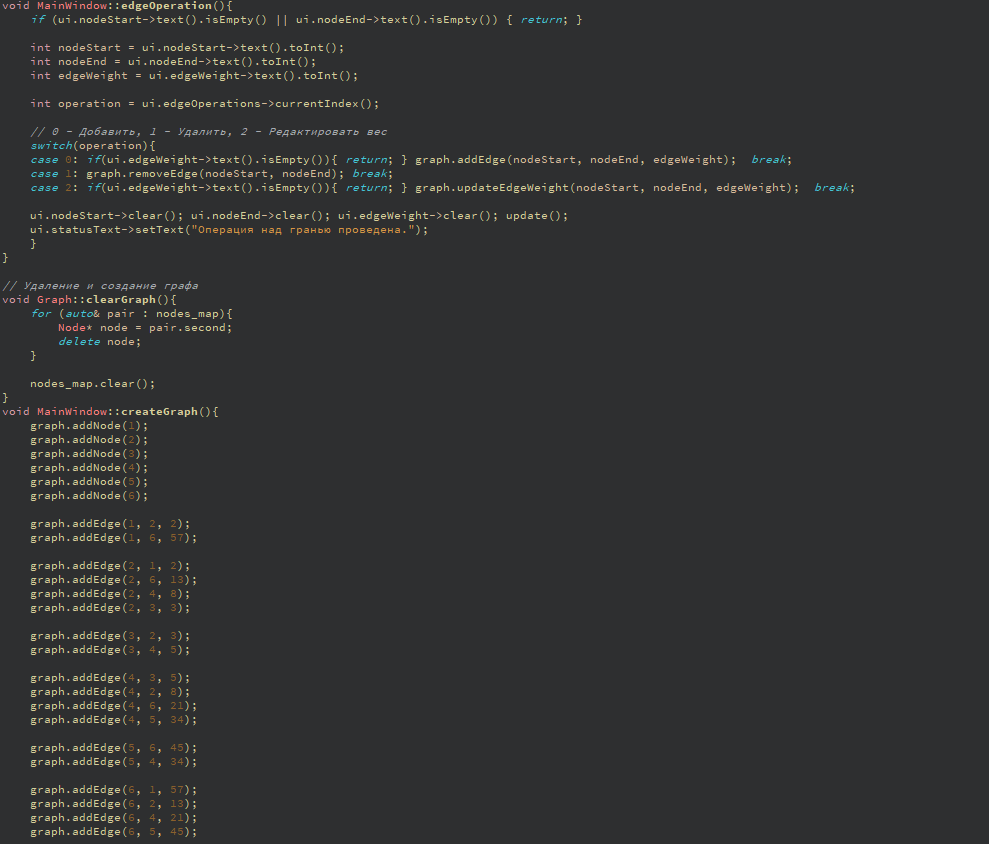 void MainWindow::edgeOperation(){
    if (ui.nodeStart->text().isEmpty() || ui.nodeEnd->text().isEmpty()) { return; }

    int nodeStart = ui.nodeStart->text().toInt();
    int nodeEnd = ui.nodeEnd->text().toInt();
    int edgeWeight = ui.edgeWeight->text().toInt();

    int operation = ui.edgeOperations->currentIndex();

    // 0 - Добавить, 1 - Удалить, 2 - Редактировать вес
    switch(operation){
    case 0: if(ui.edgeWeight->text().isEmpty()){ return; } graph.addEdge(nodeStart, nodeEnd, edgeWeight);  break;
    case 1: graph.removeEdge(nodeStart, nodeEnd); break;
    case 2: if(ui.edgeWeight->text().isEmpty()){ return; } graph.updateEdgeWeight(nodeStart, nodeEnd, edgeWeight);  break;

    ui.nodeStart->clear(); ui.nodeEnd->clear(); ui.edgeWeight->clear(); update();
    ui.statusText->setText("Операция над гранью проведена.");
    }
}

// Удаление и создание графа
void Graph::clearGraph(){
    for (auto& pair : nodes_map){
        Node* node = pair.second;
        delete node;
    }

    nodes_map.clear();
}
void MainWindow::createGraph(){
    graph.addNode(1);
    graph.addNode(2);
    graph.addNode(3);
    graph.addNode(4);
    graph.addNode(5);
    graph.addNode(6);

    graph.addEdge(1, 2, 2);
    graph.addEdge(1, 6, 57);

    graph.addEdge(2, 1, 2);
    graph.addEdge(2, 6, 13);
    graph.addEdge(2, 4, 8);
    graph.addEdge(2, 3, 3);

    graph.addEdge(3, 2, 3);
    graph.addEdge(3, 4, 5);

    graph.addEdge(4, 3, 5);
    graph.addEdge(4, 2, 8);
    graph.addEdge(4, 6, 21);
    graph.addEdge(4, 5, 34);

    graph.addEdge(5, 6, 45);
    graph.addEdge(5, 4, 34);

    graph.addEdge(6, 1, 57);
    graph.addEdge(6, 2, 13);
    graph.addEdge(6, 4, 21);
    graph.addEdge(6, 5, 45);